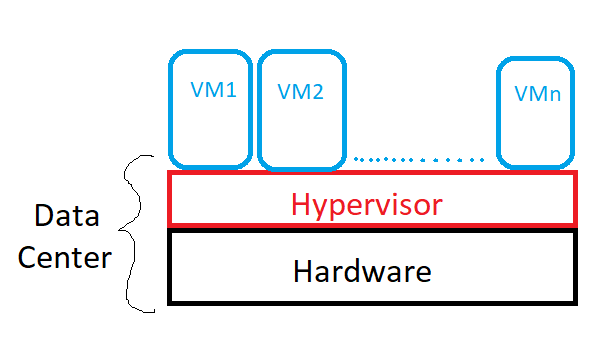 VM1
VM2
VMn
Hypervisor
Data
Center
Hardware